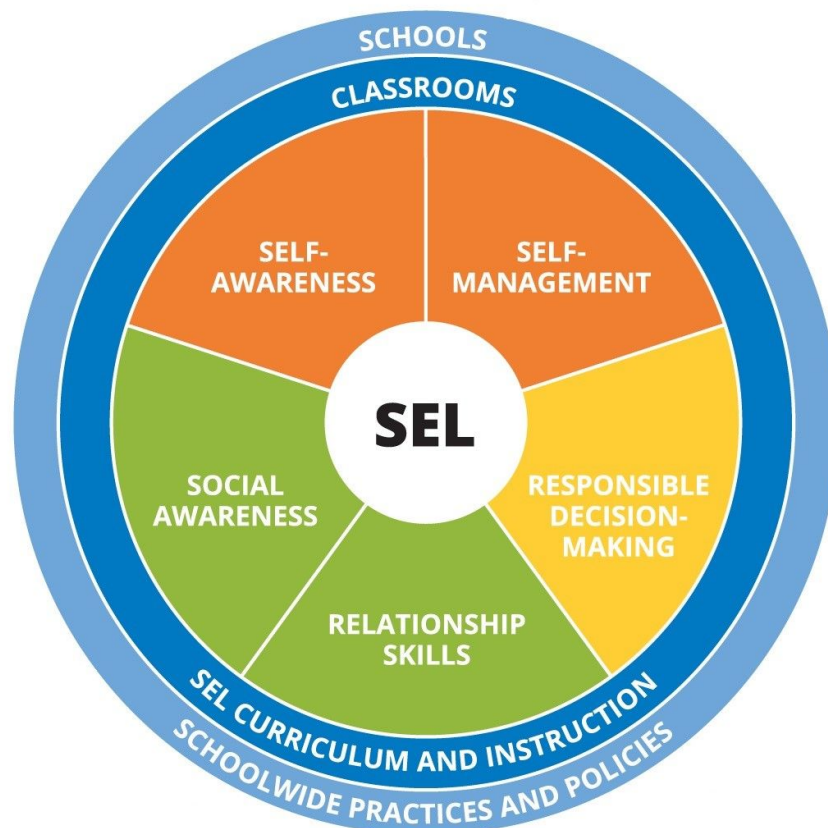 SCHOOLS
CLASSROOMS
SELF-
AWARENESS
SELF-
MANAGEMENT
SEL
SOCIAL
AWARENESS
RESPONSIBLE
DECISION-
MAKING
RELATIONSHIP
SKILLS
SEL CURRICULUM AND INSTRUCTION
SCHOOLWIDE PRACTICES AND POLICIES